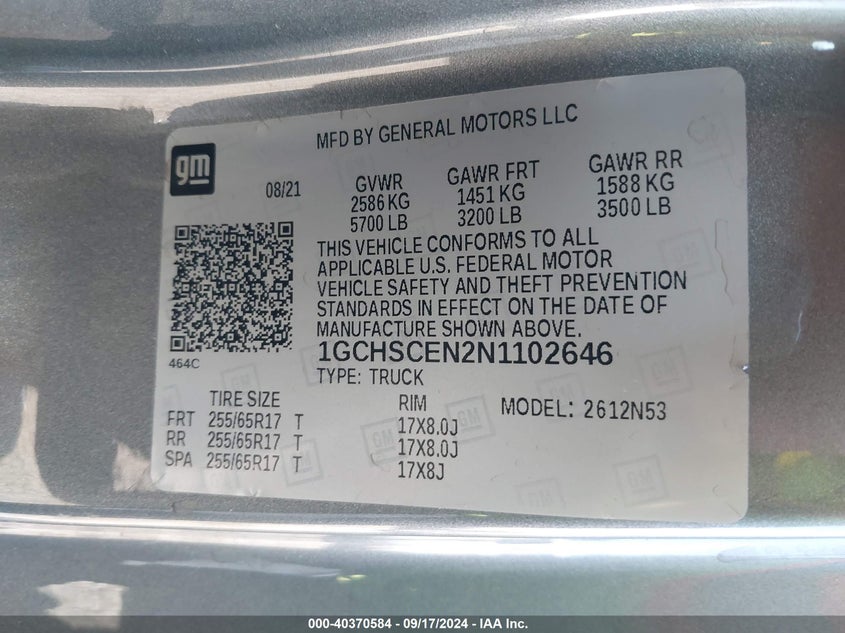 MFD BY GENERAL MOTORS LLC
gm
08/21
GVWR GAWR FRT GAWR RR
2586 KG 1451 KG 1588 KG
5700 LB 3200 LB 3500 LB
THIS VEHICLE CONFORMS TO ALL
APPLICABLE U.S. FEDERAL MOTOR
VEHICLE SAFETY AND THEFT PREVENTION
STANDARDS IN EFFECT ON THE DATE OF
MANUFACTURE SHOWN ABOVE.
464C
1GCHSCEN2N1102646
TYPE: TRUCK
TIRE SIZE RIM MODEL: 2612N53
FRT 255/65R17 T 17X8.0J
RR 255/65R17 T 17X8.0J
SPA 255/65R17 T 17X8J
000-40370584 - 09/17/2024 - IAA Inc.